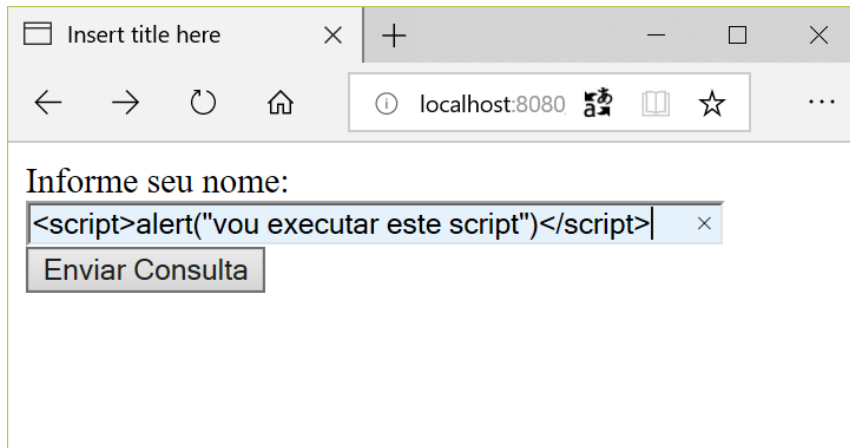 Insert title here
localhost:8080
Informe seu nome:
<script>alert("vou executar este script")</script>
Enviar Consulta